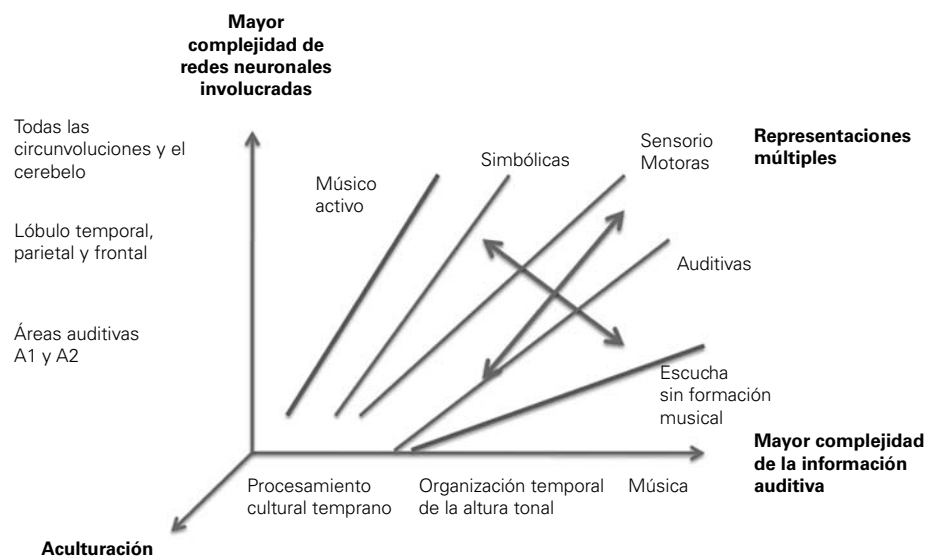 Mayor
complejidad de
redes neuronales
involucradas
Todas las
circunvoluciones y el
cerebelo
Lóbulo temporal,
parietal y frontal
Áreas auditivas
A1 y A2
Músico
activo
Simbólicas
Sensorio
Motoras
Representaciones
múltiples
Auditivas
Escucha
sin formación
musical
Mayor complejidad
de la información
auditiva
Procesamiento
cultural temprano
Organización temporal
de la altura tonal
Música
Aculturación